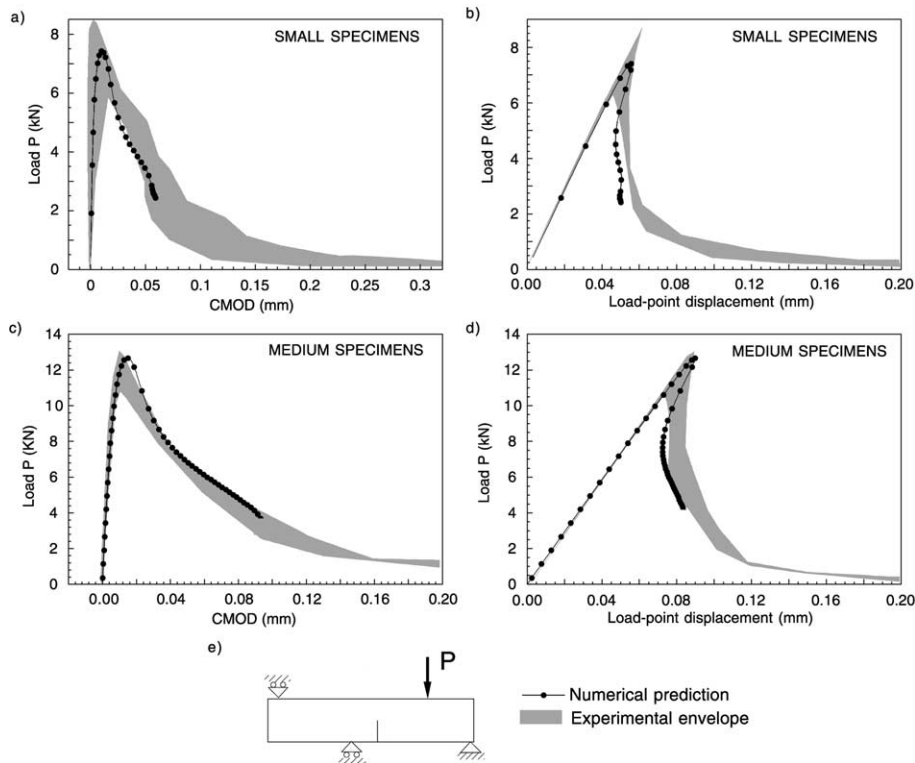 a)
SMALL SPECIMENS
Load P (kN)
8
6
4
2
0
0 0.05 0.1 0.15 0.2 0.25 0.3
CMOD (mm)
b)
SMALL SPECIMENS
Load P (kN)
8
6
4
2
0
0.00 0.04 0.08 0.12 0.16 0.20
Load-point displacement (mm)
c)
MEDIUM SPECIMENS
Load P (KN)
14
12
10
8
6
4
2
0
0.00 0.04 0.08 0.12 0.16 0.20
CMOD (mm)
d)
MEDIUM SPECIMENS
Load P (kN)
14
12
10
8
6
4
2
0
0.00 0.04 0.08 0.12 0.16 0.20
Load-point displacement (mm)
e)
P
Numerical prediction
Experimental envelope